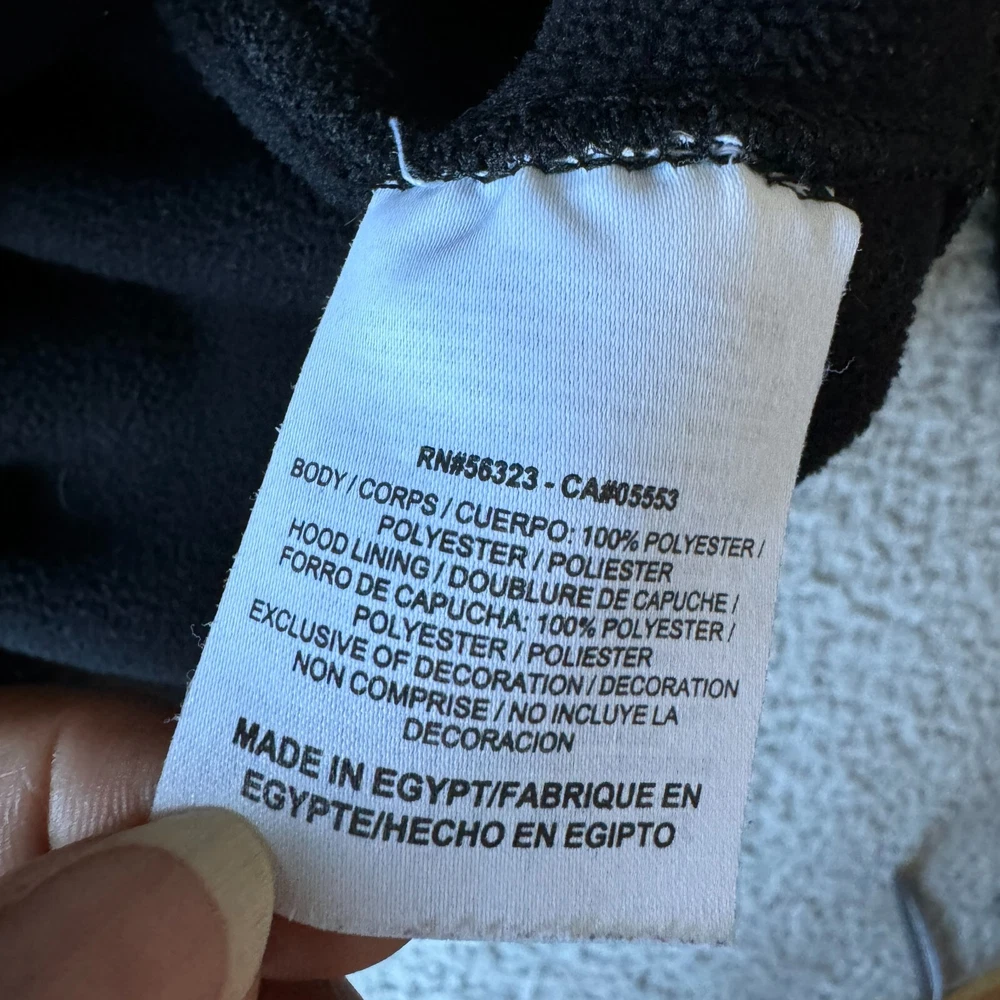 RN#56323 - CA#05553
BODY / CORPS / CUERPO: 100% POLYESTER /
POLYESTER / POLIESTER
HOOD LINING / DOUBLURE DE CAPUCHE /
FORRO DE CAPUCHA: 100% POLYESTER /
POLYESTER / POLIESTER
EXCLUSIVE OF DECORATION / DECORATION
NON COMPRISE / NO INCLUYE LA
DECORACION
MADE IN EGYPT/FABRIQUE EN
EGYPTE/HECHO EN EGIPTO